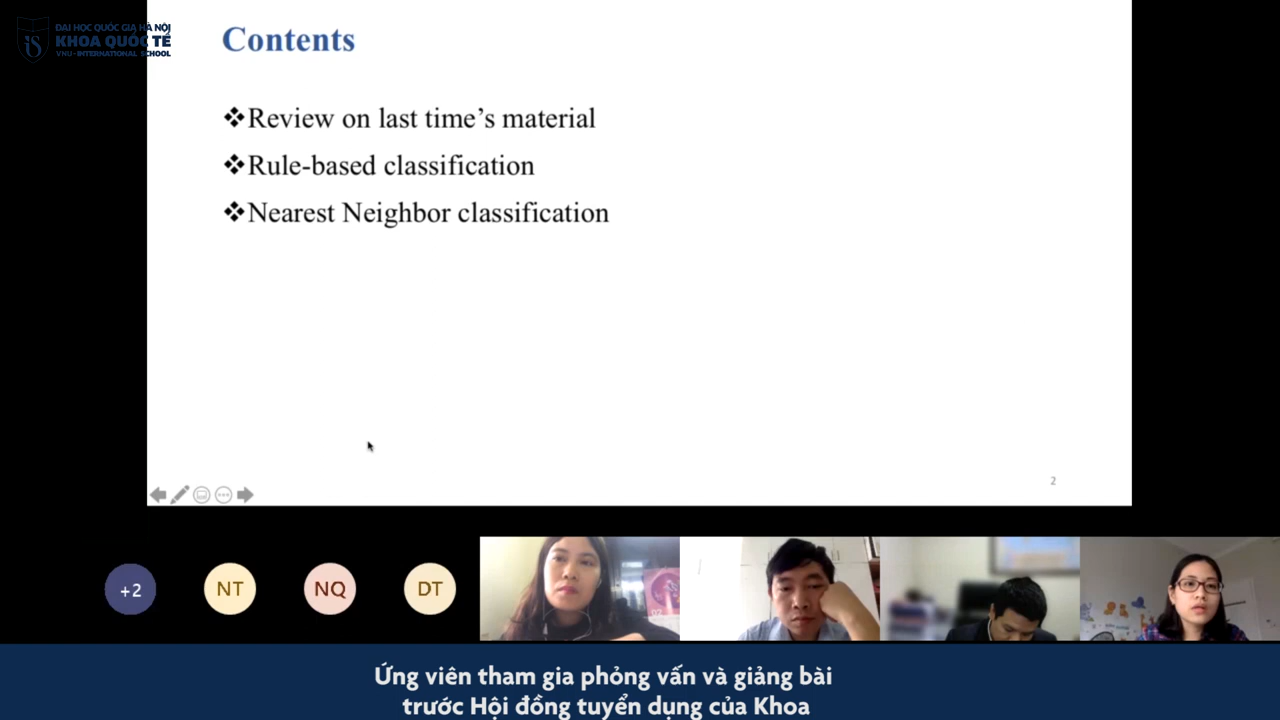 ĐẠI HỌC QUỐC GIA HÀ NỘI
KHOA QUỐC TẾ
VNU - INTERNATIONAL SCHOOL
Contents
❖Review on last time’s material
❖Rule-based classification
❖Nearest Neighbor classification
2
+2
NT
NQ
DT
Ứng viên tham gia phỏng vấn và giảng bài
trước Hội đồng tuyển dụng của Khoa